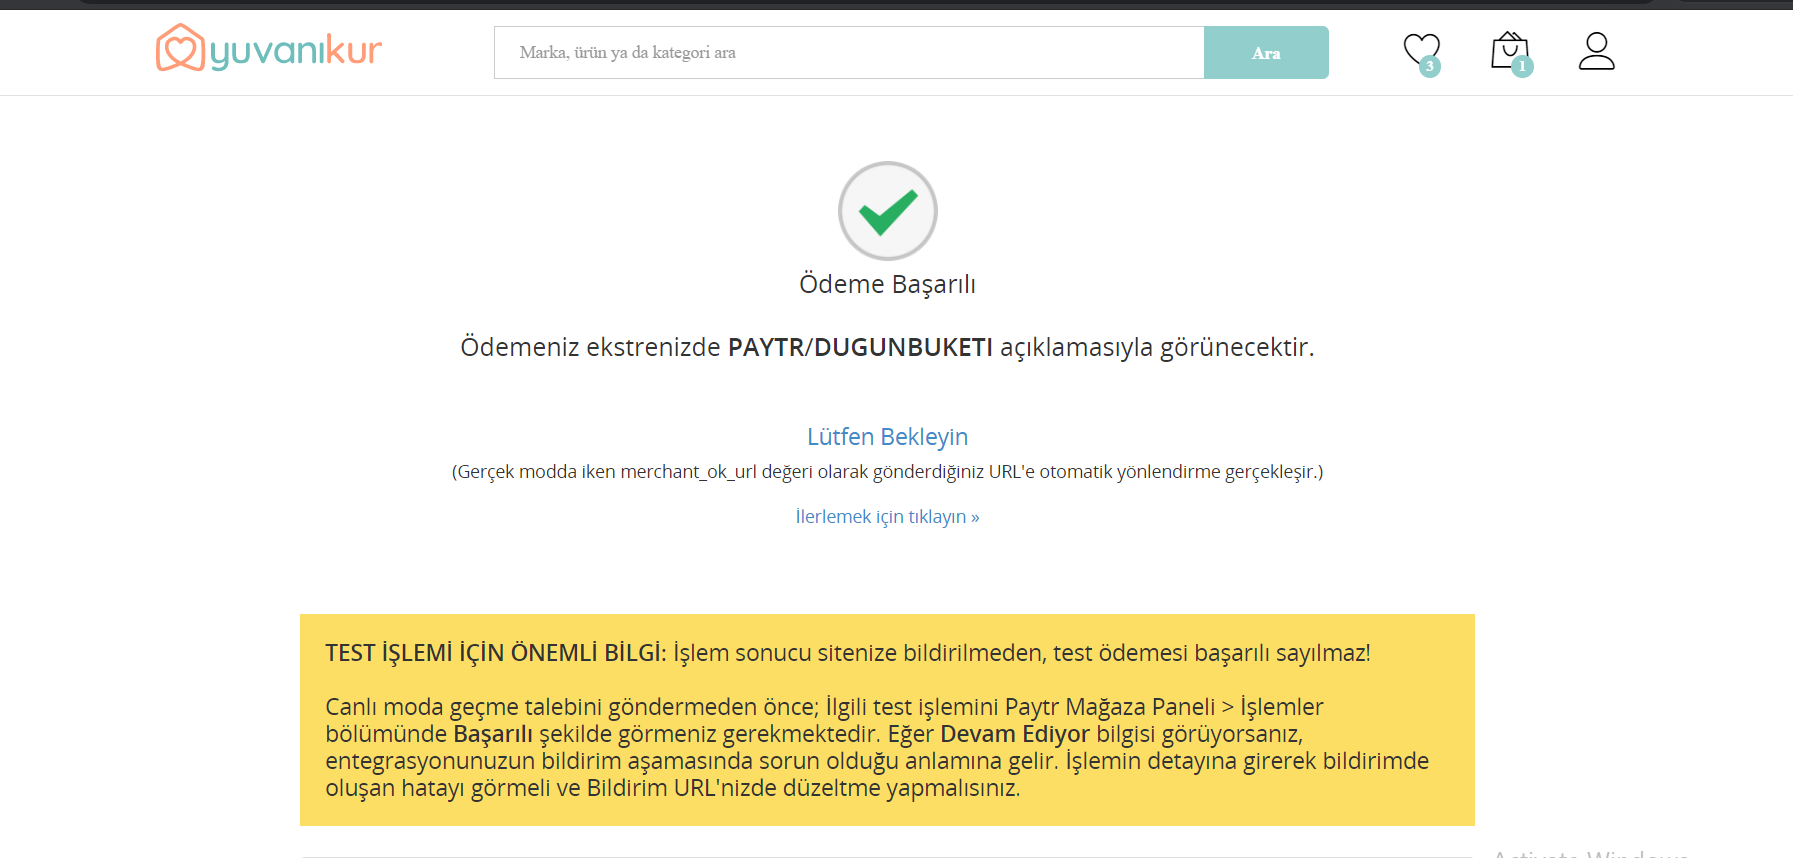 yuvanıkur
Marka, ürün ya da kategori ara
Ara
3
1
Ödeme Başarılı
Ödemeniz ekstrenizde PAYTR/DUGUNBUKETI açıklamasıyla görünecektir.
Lütfen Bekleyin
(Gerçek modda iken merchant_ok_url değeri olarak gönderdiğiniz URL'e otomatik yönlendirme gerçekleşir.)
İlerlemek için tıklayın »
TEST İŞLEMİ İÇİN ÖNEMLİ BİLGİ: İşlem sonucu sitenize bildirilmeden, test ödemesi başarılı sayılmaz!
Canlı moda geçme talebini göndermeden önce; İlgili test işlemini Paytr Mağaza Paneli > İşlemler
bölümünde Başarılı şekilde görmeniz gerekmektedir. Eğer Devam Ediyor bilgisi görüyorsanız,
entegrasyonunuzun bildirim aşamasında sorun olduğu anlamına gelir. İşlemin detayına girerek bildirimde
oluşan hatayı görmeli ve Bildirim URL'nizde düzeltme yapmalısınız.
Activate Windows